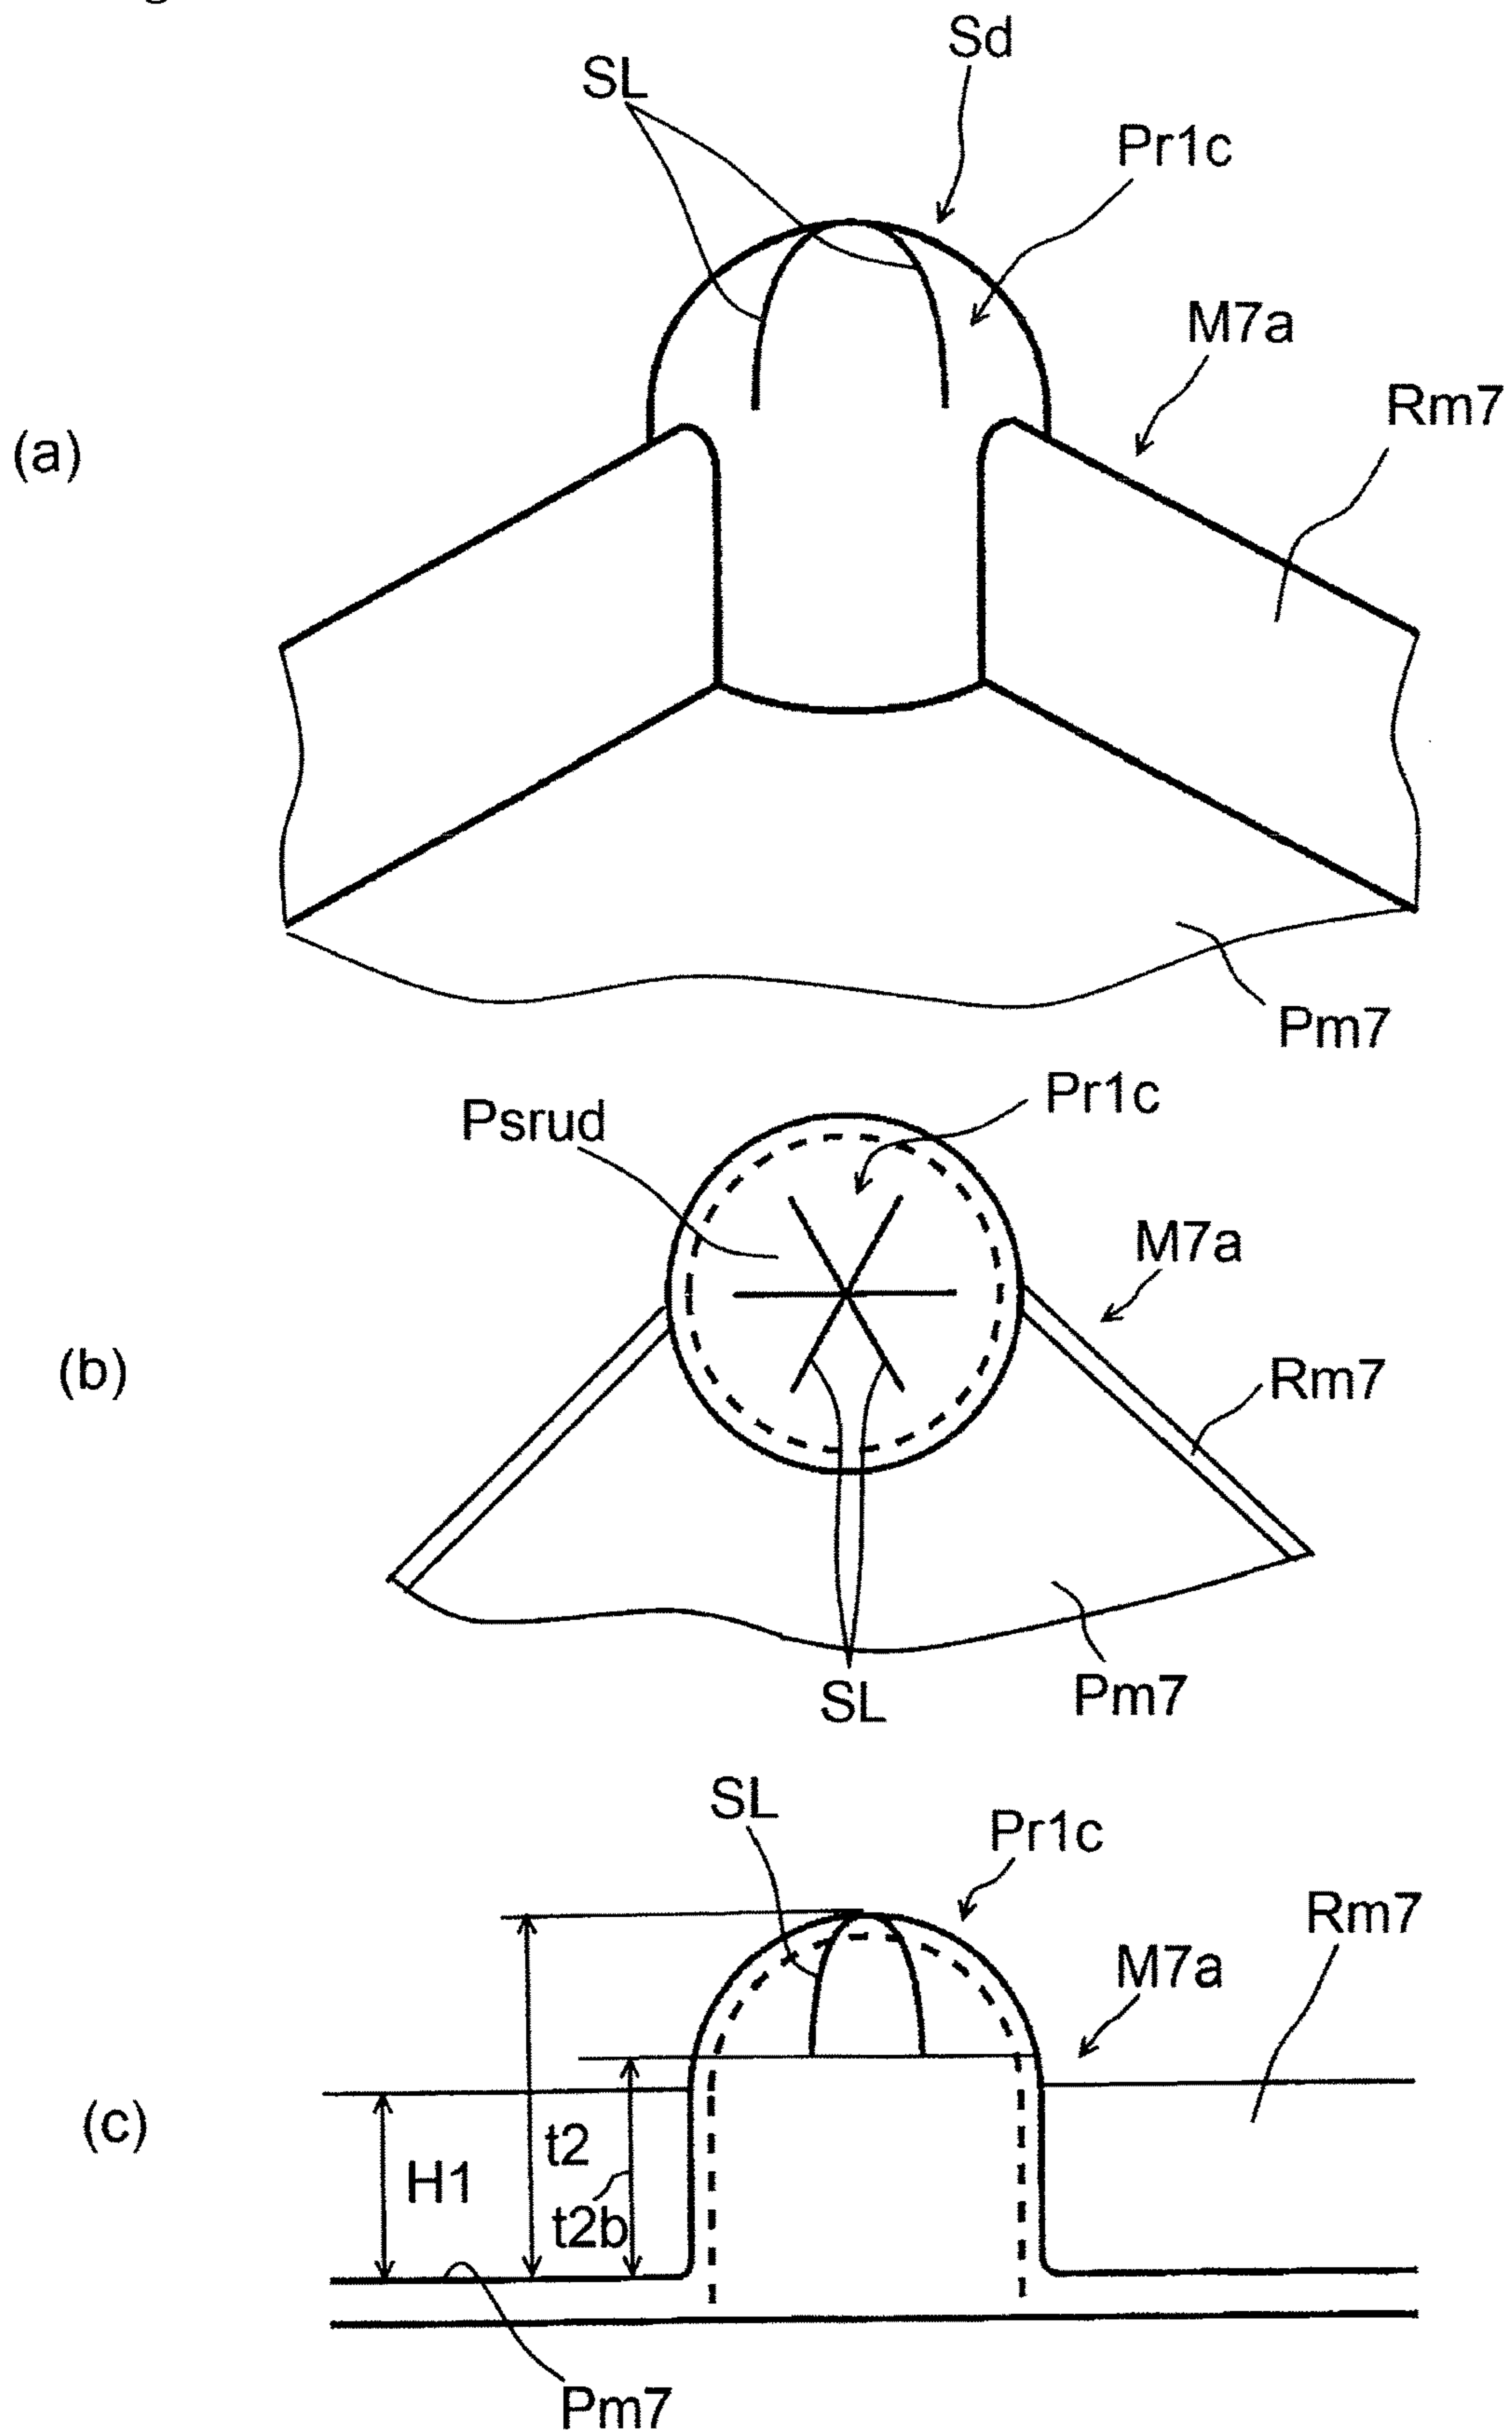 Sd
SL
Pr1c
M7a
Rm7
(a)
Pm7
Pr1c
Psrud
M7a
(b)
Rm7
Pm7
SL
SL
Pr1c
Rm7
M7a
(c)
t2
H1
t2b
Pm7